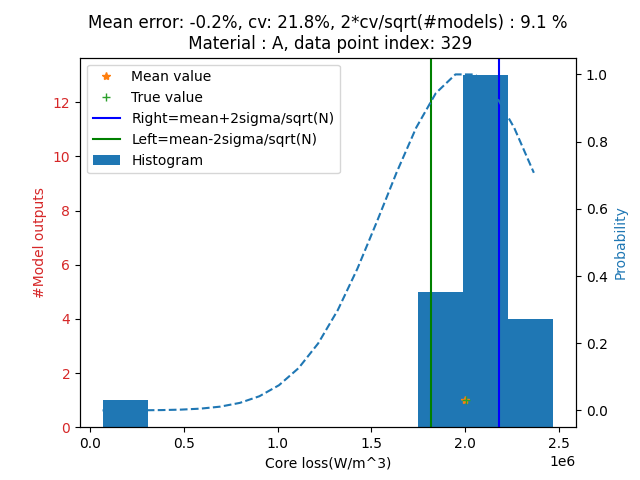 Mean error: -0.2%, cv: 21.8%, 2*cv/sqrt(#models) : 9.1 %
Material : A, data point index: 329
Mean value
True value
Right=mean+2sigma/sqrt(N)
Left=mean-2sigma/sqrt(N)
Histogram
#Model outputs
12
10
8
6
4
2
0
1.0
0.8
0.6
0.4
0.2
0.0
Probability
0.0 0.5 1.0 1.5 2.0 2.5
1e6
Core loss(W/m^3)